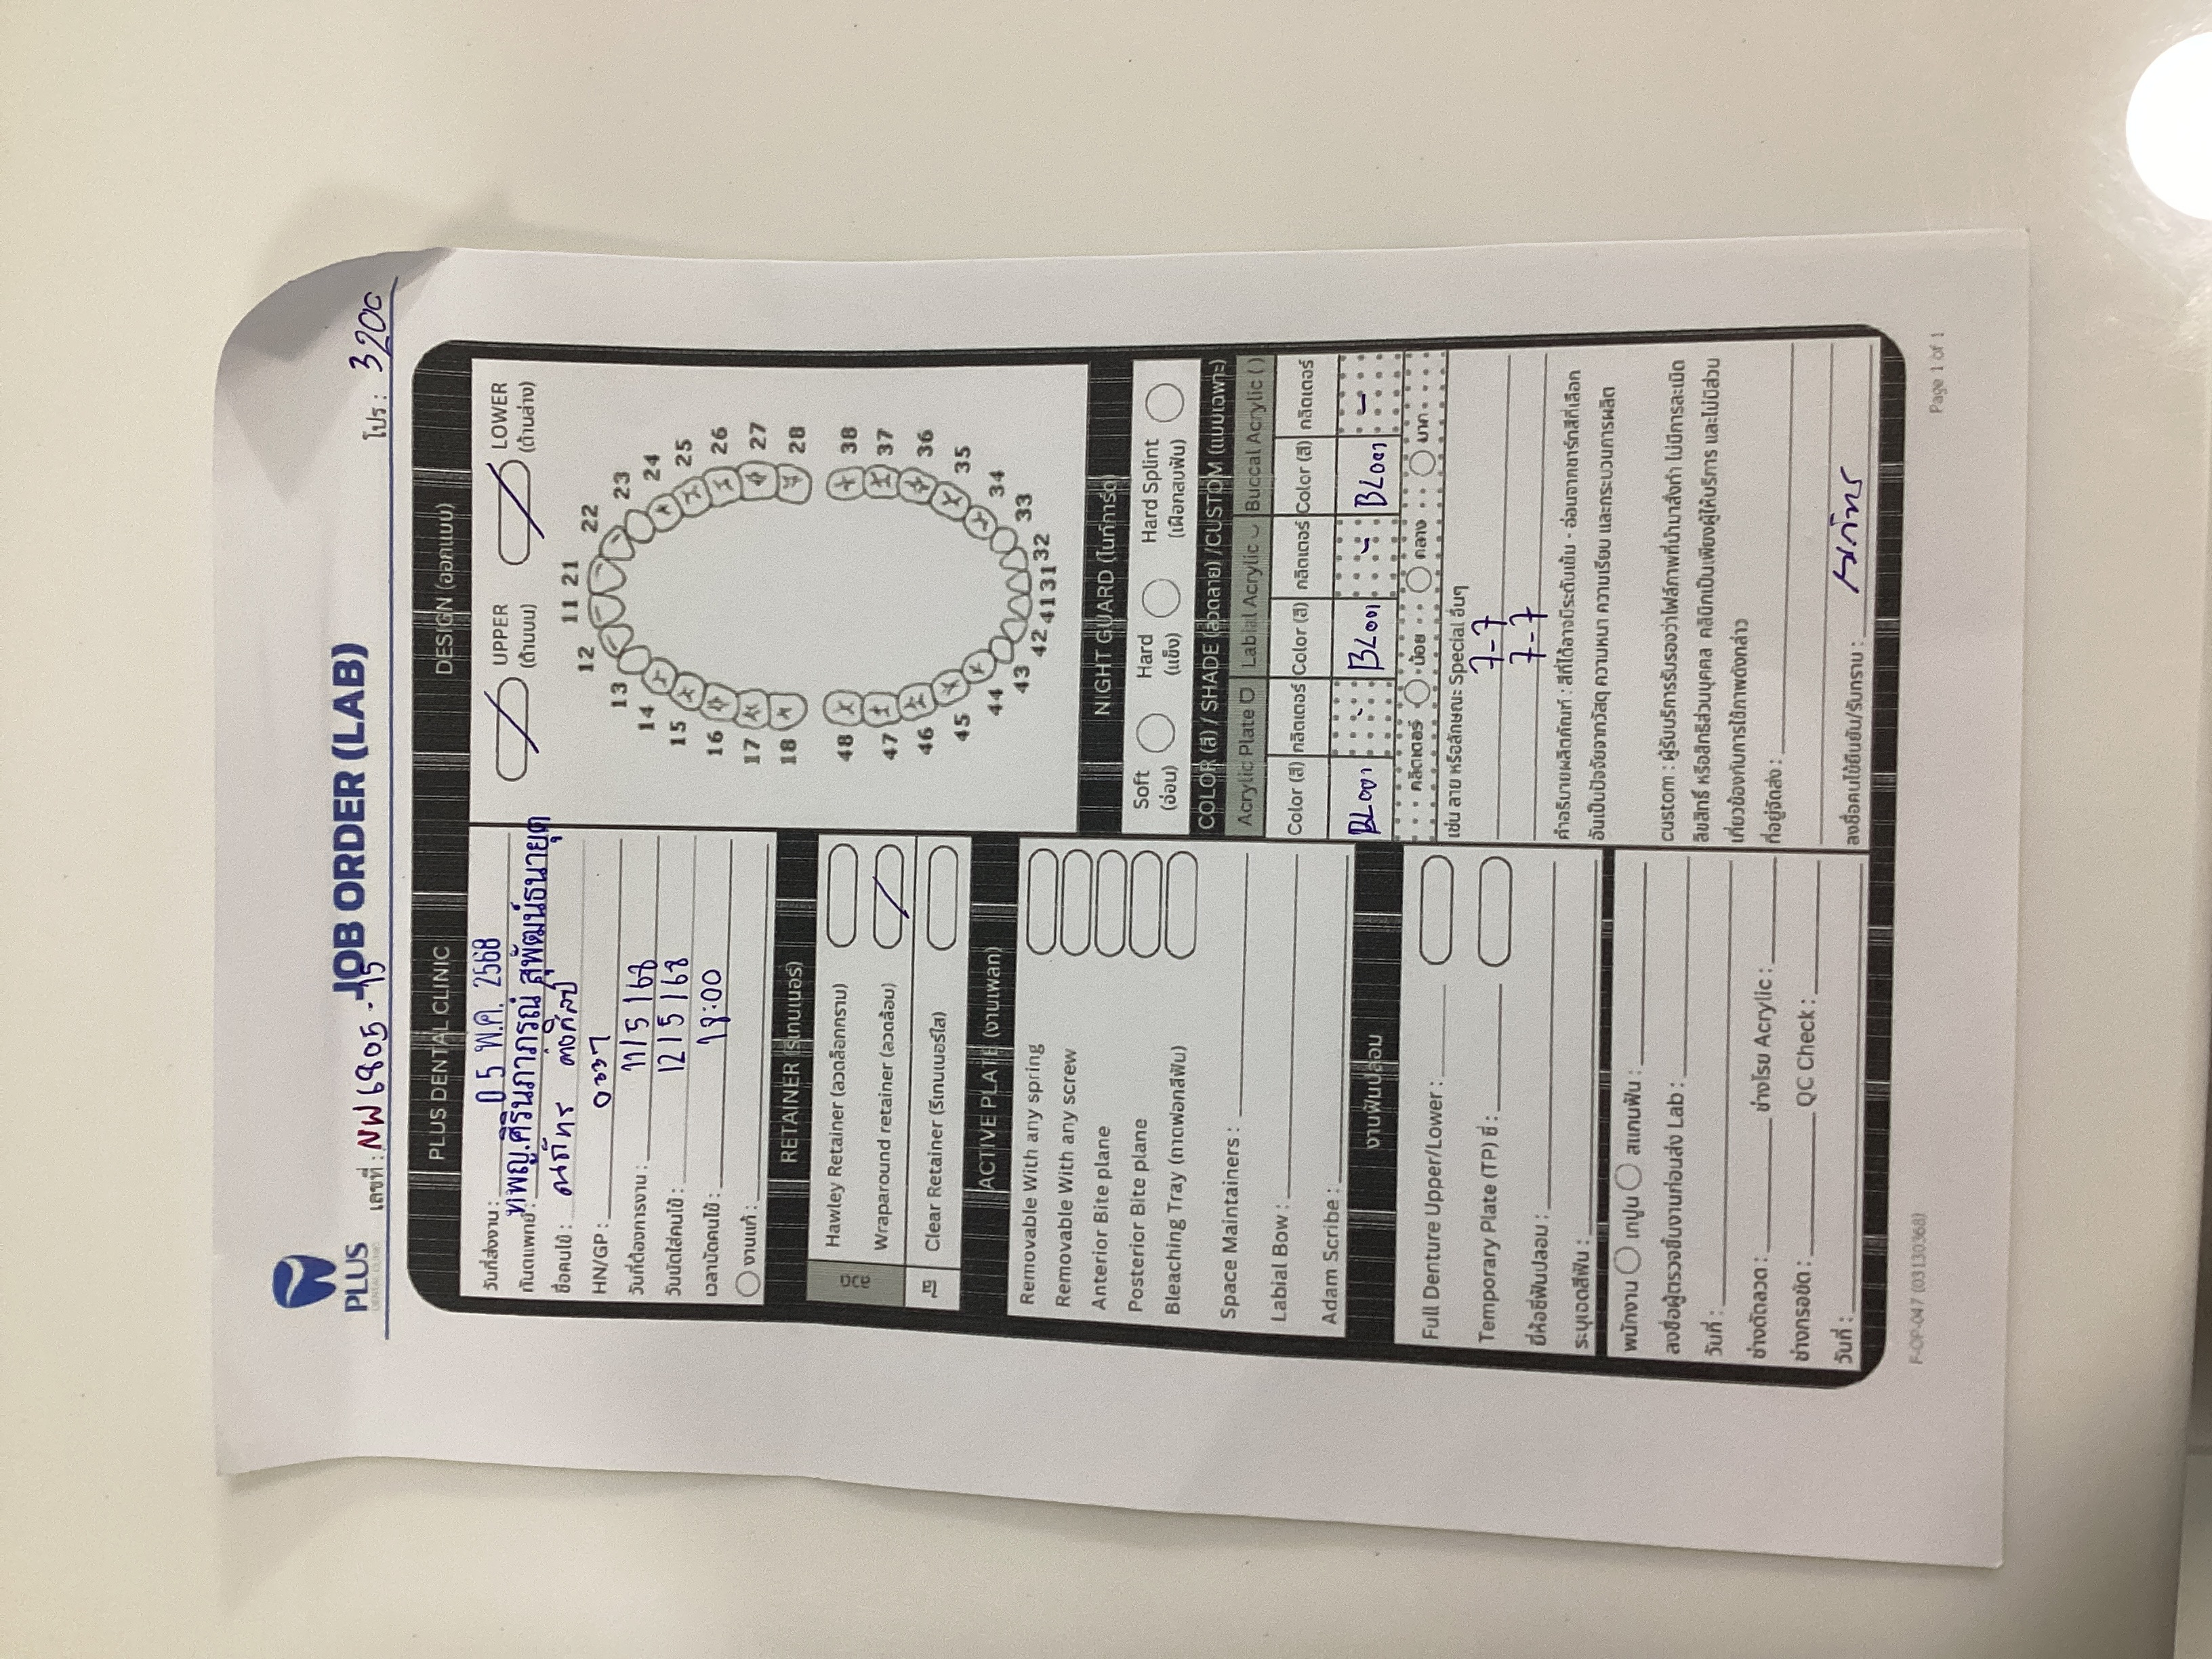 PLUS
DENTAL CLINIC
JOB ORDER (LAB)
เลขที่ : NW6805-15
โปร : 3200
PLUS DENTAL CLINIC
วันที่ส่งงาน : 05 พ.ค. 2568
ทันตแพทย์ : ทพญ.ศิรินภาภรณ์ สุพัฒน์ธนายุต
ชื่อคนไข้ : ณภัทร
HN/GP : 0337
วันที่ต้องการงาน : 11/5/68
วันนัดใส่คนไข้ : 12/5/68
เวลานัดคนไข้ : 18:00
งานแก้ :
RETAINER (รีเทนเนอร์)
ลวด
Hawley Retainer (ลวดล็อกกราม)
Wraparound retainer (ลวดล้อม)
ใส
Clear Retainer (รีเทนเนอร์ใส)
ACTIVE PLATE (งานเพลท)
Removable With any spring
Removable With any screw
Anterior Bite plane
Posterior Bite plane
Bleaching Tray (ถาดฟอกสีฟัน)
Space Maintainers :
Labial Bow :
Adam Scribe :
งานฟันปลอม
Full Denture Upper/Lower :
Temporary Plate (TP) ซี่ :
ยี่ห้อซี่ฟันปลอม :
ระบุเฉดสีฟัน :
พนักงาน เทปูน สแกนฟัน :
ลงชื่อผู้ตรวจชิ้นงานก่อนส่ง Lab :
วันที่ :
ช่างดัดลวด : ช่างโรย Acrylic :
ช่างกรอขัด : QC Check :
วันที่ :
DESIGN (ออกแบบ)
UPPER (ด้านบน)
LOWER (ด้านล่าง)
11 21
12 22
13 23
14 24
15 25
16 26
17 27
18 28
48 38
47 37
46 36
45 35
44 34
43 33
42 41 31 32
NIGHT GUARD (ไนท์การ์ด)
Soft (อ่อน)
Hard (แข็ง)
Hard Splint (เฝือกสบฟัน)
COLOR (สี) / SHADE (ลวดลาย) /CUSTOM (แบบเฉพาะ)
Acrylic Plate Labial Acrylic Buccal Acrylic ( )
Color (สี) กลิตเตอร์ Color (สี) กลิตเตอร์ Color (สี) กลิตเตอร์
BL001 - BL001 - BL001 -
กลิตเตอร์ น้อย กลาง มาก
เช่น ลาย หรือลักษณะ Special อื่นๆ
7-7
7-7
คำอธิบายผลิตภัณฑ์ : สีที่ได้อาจมีระดับเข้ม - อ่อนจากชาร์ทสีที่เลือก
อันเป็นปัจจัยจากวัสดุ ความหนา ความเรียบ และกระบวนการผลิต
custom : ผู้รับบริการรับรองว่าไฟล์ภาพที่นำมาสั่งทำ ไม่มีการละเมิด
ลิขสิทธิ์ หรือสิทธิส่วนบุคคล คลินิกเป็นเพียงผู้ให้บริการ และไม่มีส่วน
เกี่ยวข้องกับการใช้ภาพดังกล่าว
ที่อยู่จัดส่ง :
ลงชื่อคนไข้ยืนยัน/รับทราบ : ณภัทร
F-OP-047 (03130368)
Page 1 of 1